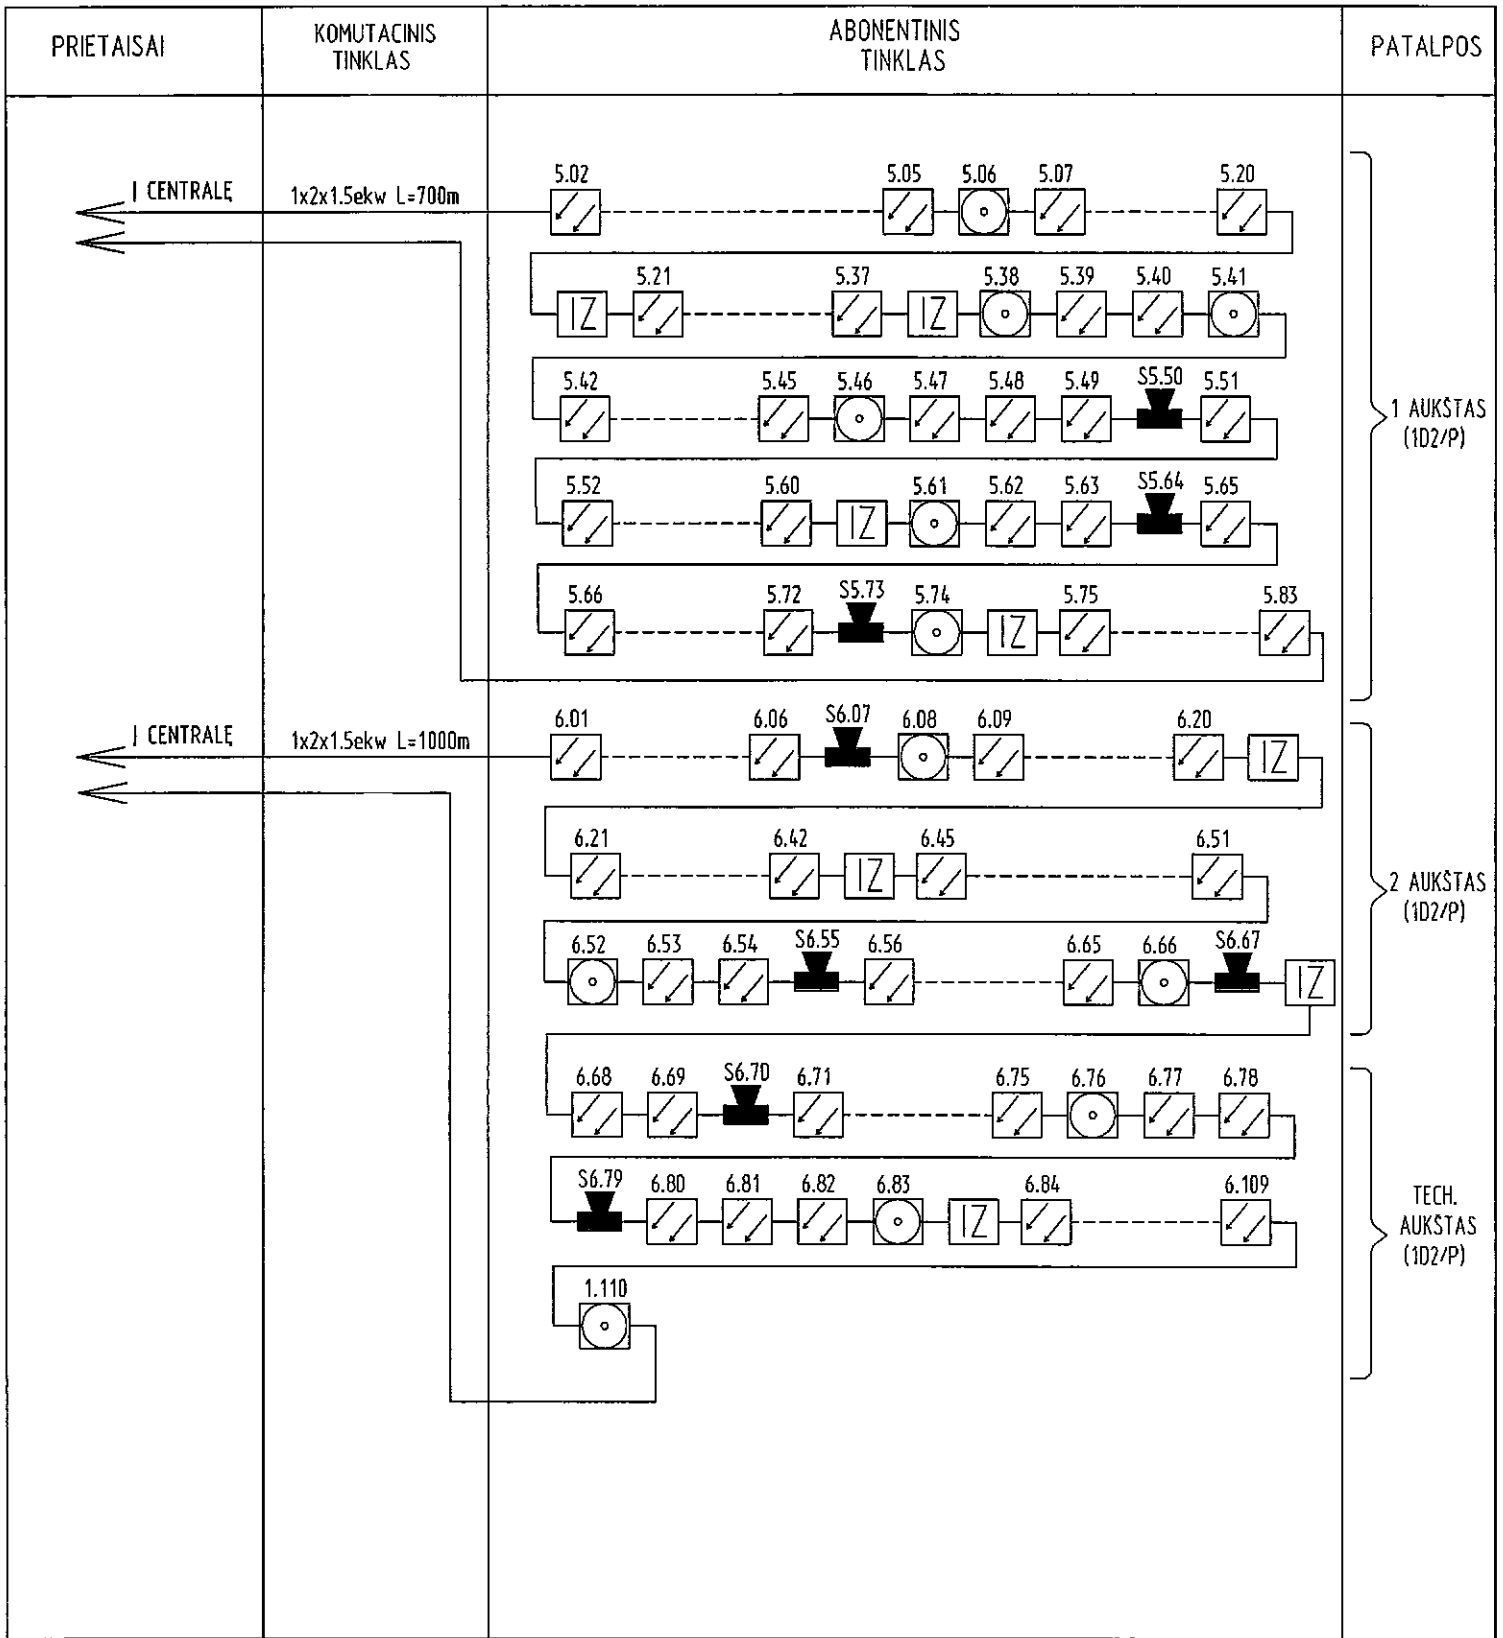 PRIETAISAI
KOMUTACINIS
TINKLAS
ABONENTINIS
TINKLAS
PATALPOS
Į CENTRALĘ
1x2x1.5ekw L=700m
5.02
5.05
5.06
5.07
5.20
IZ
5.21
5.37
IZ
5.38
5.39
5.40
5.41
5.42
5.45
5.46
5.47
5.48
5.49
S5.50
5.51
1 AUKŠTAS
(1D2/P)
5.52
5.60
IZ
5.61
5.62
5.63
S5.64
5.65
5.66
5.72
S5.73
5.74
IZ
5.75
5.83
Į CENTRALĘ
1x2x1.5ekw L=1000m
6.01
6.06
S6.07
6.08
6.09
6.20
IZ
6.21
6.42
IZ
6.45
6.51
2 AUKŠTAS
(1D2/P)
6.52
6.53
6.54
S6.55
6.56
6.65
6.66
S6.67
IZ
6.68
6.69
S6.70
6.71
6.75
6.76
6.77
6.78
S6.79
6.80
6.81
6.82
6.83
IZ
6.84
6.109
TECH.
AUKŠTAS
(1D2/P)
1.110